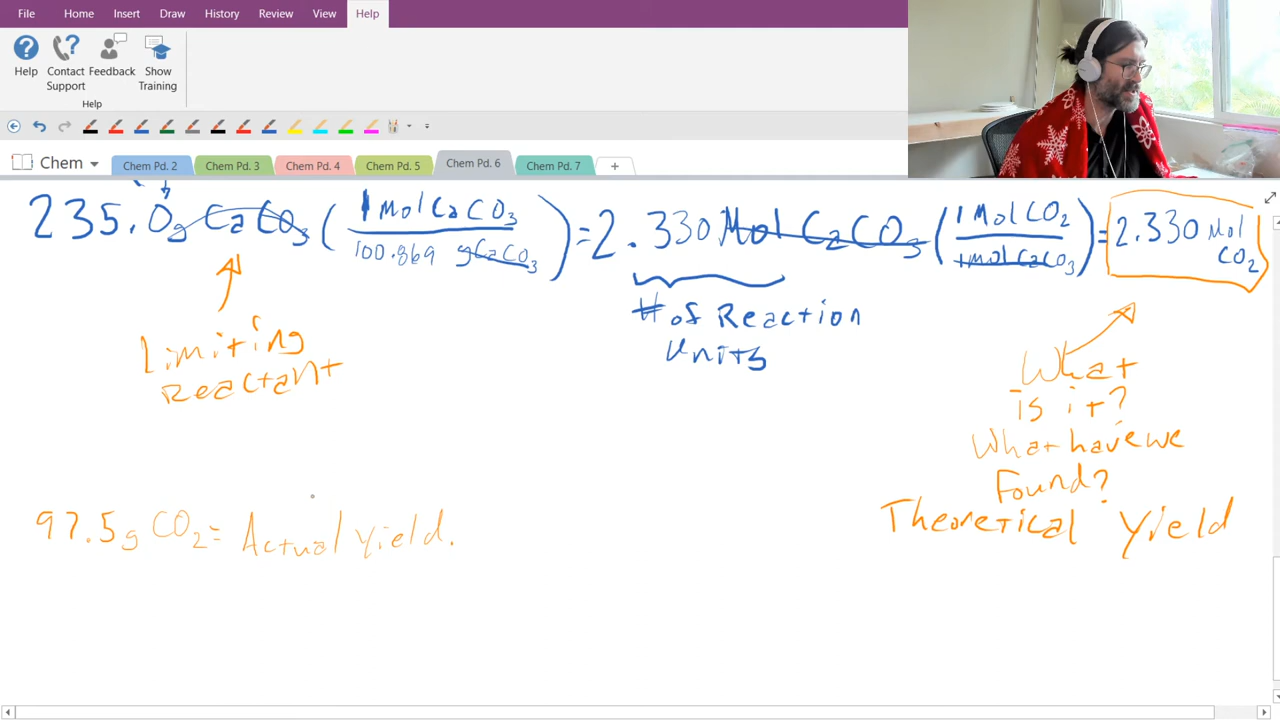 File Home Insert Draw History Review View Help
Help Contact Support Feedback Show Training
Help
Chem Chem Pd. 2 Chem Pd. 3 Chem Pd. 4 Chem Pd. 5 Chem Pd. 6 Chem Pd. 7 +
235.0g CaCO3 (1 Mol CaCO3 / 100.869 g CaCO3) = 2.330 Mol CaCO3 (1 Mol CO2 / 1 mol CaCO3) = 2.330 Mol CO2
# of Reaction
Units
Limiting
Reactant
What
is it?
What have we
Found?
Theoretical Yield
97.5g CO2 = Actual yield.